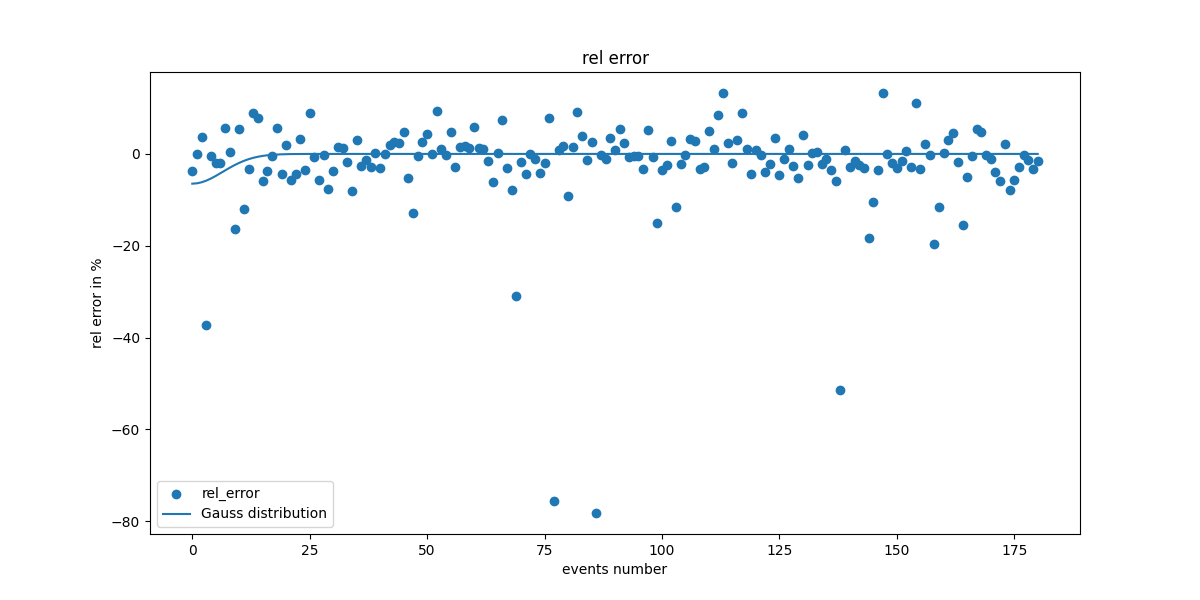 rel error
rel error in %
0
−20
−40
−60
−80
rel_error
Gauss distribution
0
25
50
75
100
125
150
175
events number